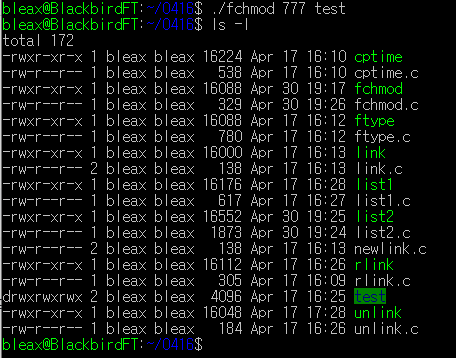 bleax@BlackbirdFT:~/0416$ ./fchmod 777 test
bleax@BlackbirdFT:~/0416$ ls -l
total 172
-rwxr-xr-x 1 bleax bleax 16224 Apr 17 16:10 cptime
-rw-r--r-- 1 bleax bleax 538 Apr 17 16:10 cptime.c
-rwxr-xr-x 1 bleax bleax 16088 Apr 30 19:17 fchmod
-rw-r--r-- 1 bleax bleax 329 Apr 30 19:26 fchmod.c
-rwxr-xr-x 1 bleax bleax 16088 Apr 17 16:12 ftype
-rw-r--r-- 1 bleax bleax 780 Apr 17 16:12 ftype.c
-rwxr-xr-x 1 bleax bleax 16000 Apr 17 16:13 link
-rw-r--r-- 2 bleax bleax 138 Apr 17 16:13 link.c
-rwxr-xr-x 1 bleax bleax 16176 Apr 17 16:28 list1
-rw-r--r-- 1 bleax bleax 617 Apr 17 16:27 list1.c
-rwxr-xr-x 1 bleax bleax 16552 Apr 30 19:25 list2
-rw-r--r-- 1 bleax bleax 1873 Apr 30 19:24 list2.c
-rw-r--r-- 2 bleax bleax 138 Apr 17 16:13 newlink.c
-rwxr-xr-x 1 bleax bleax 16112 Apr 17 16:26 rlink
-rw-r--r-- 1 bleax bleax 305 Apr 17 16:09 rlink.c
drwxrwxrwx 2 bleax bleax 4096 Apr 17 16:25 test
-rwxr-xr-x 1 bleax bleax 16048 Apr 17 17:28 unlink
-rw-r--r-- 1 bleax bleax 184 Apr 17 16:26 unlink.c
bleax@BlackbirdFT:~/0416$